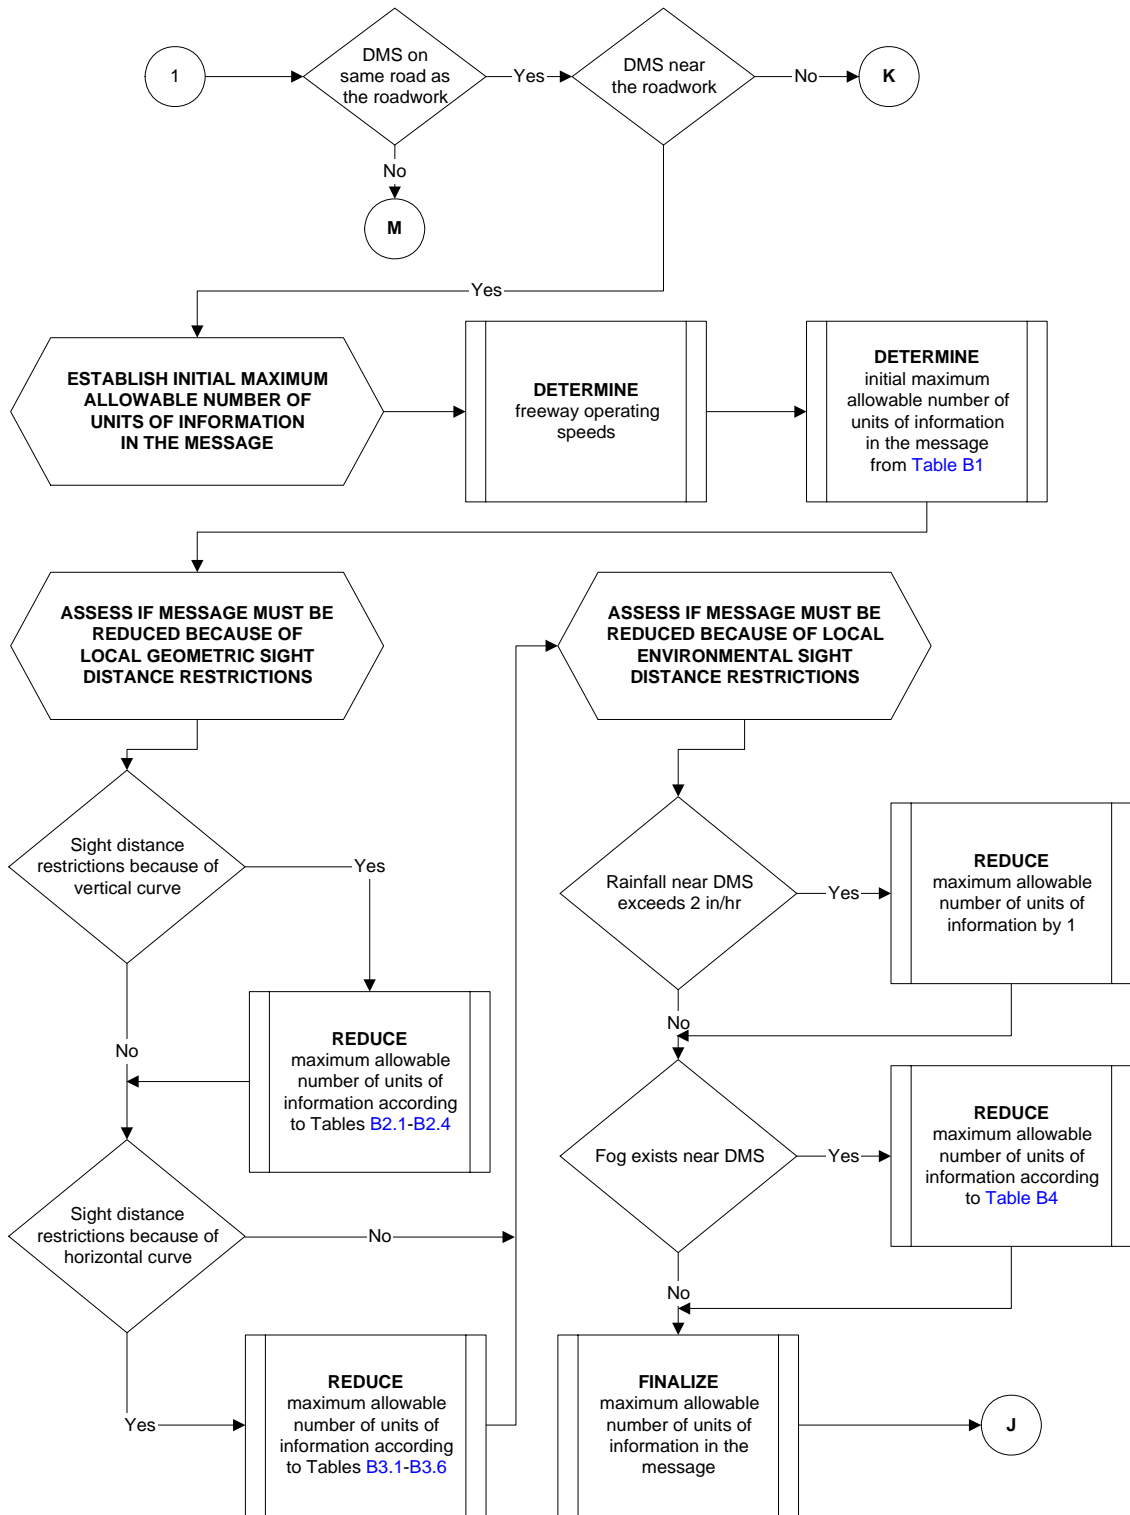 1
DMS on
same road as
the roadwork
Yes
DMS near
the roadwork
No
K
No
M
Yes
ESTABLISH INITIAL MAXIMUM
ALLOWABLE NUMBER OF
UNITS OF INFORMATION
IN THE MESSAGE
DETERMINE
freeway operating
speeds
DETERMINE
initial maximum
allowable number of
units of information
in the message
from Table B1
ASSESS IF MESSAGE MUST BE
REDUCED BECAUSE OF
LOCAL GEOMETRIC SIGHT
DISTANCE RESTRICTIONS
Sight distance
restrictions because of
vertical curve
Yes
No
REDUCE
maximum allowable
number of units of
information according
to Tables B2.1-B2.4
Sight distance
restrictions because of
horizontal curve
No
Yes
REDUCE
maximum allowable
number of units of
information according
to Tables B3.1-B3.6
ASSESS IF MESSAGE MUST BE
REDUCED BECAUSE OF LOCAL
ENVIRONMENTAL SIGHT
DISTANCE RESTRICTIONS
Rainfall near DMS
exceeds 2 in/hr
Yes
REDUCE
maximum allowable
number of units of
information by 1
No
Fog exists near DMS
Yes
REDUCE
maximum allowable
number of units of
information according
to Table B4
No
FINALIZE
maximum allowable
number of units of
information in the
message
J